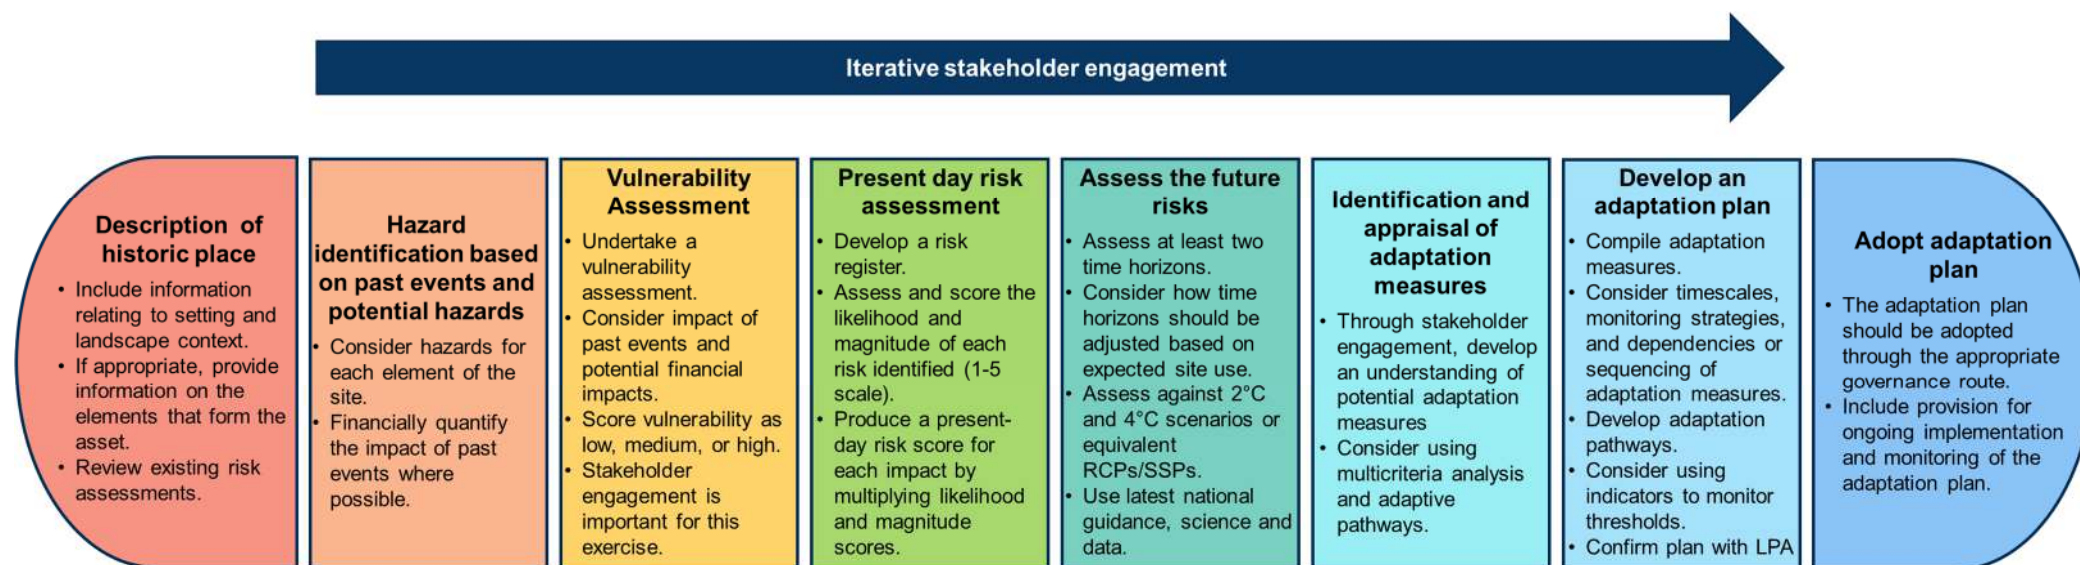 Iterative stakeholder engagement
Description of
historic place
• Include information
relating to setting and
landscape context.
• If appropriate, provide
information on the
elements that form the
asset.
• Review existing risk
assessments.
Hazard
identification based
on past events and
potential hazards
• Consider hazards for
each element of the
site.
• Financially quantify
the impact of past
events where
possible.
Vulnerability
Assessment
• Undertake a
vulnerability
assessment.
• Consider impact of
past events and
potential financial
impacts.
• Score vulnerability as
low, medium, or high.
• Stakeholder
engagement is
important for this
exercise.
Present day risk
assessment
• Develop a risk
register.
• Assess and score the
likelihood and
magnitude of each
risk identified (1-5
scale).
• Produce a present-
day risk score for
each impact by
multiplying likelihood
and magnitude
scores.
Assess the future
risks
• Assess at least two
time horizons.
• Consider how time
horizons should be
adjusted based on
expected site use.
• Assess against 2°C
and 4°C scenarios or
equivalent
RCPs/SSPs.
• Use latest national
guidance, science and
data.
Identification and
appraisal of
adaptation
measures
• Through stakeholder
engagement, develop
an understanding of
potential adaptation
measures
• Consider using
multicriteria analysis
and adaptive
pathways.
Develop an
adaptation plan
• Compile adaptation
measures.
• Consider timescales,
monitoring strategies,
and dependencies or
sequencing of
adaptation measures.
• Develop adaptation
pathways.
• Consider using
indicators to monitor
thresholds.
• Confirm plan with LPA
Adopt adaptation
plan
• The adaptation plan
should be adopted
through the appropriate
governance route.
• Include provision for
ongoing implementation
and monitoring of the
adaptation plan.